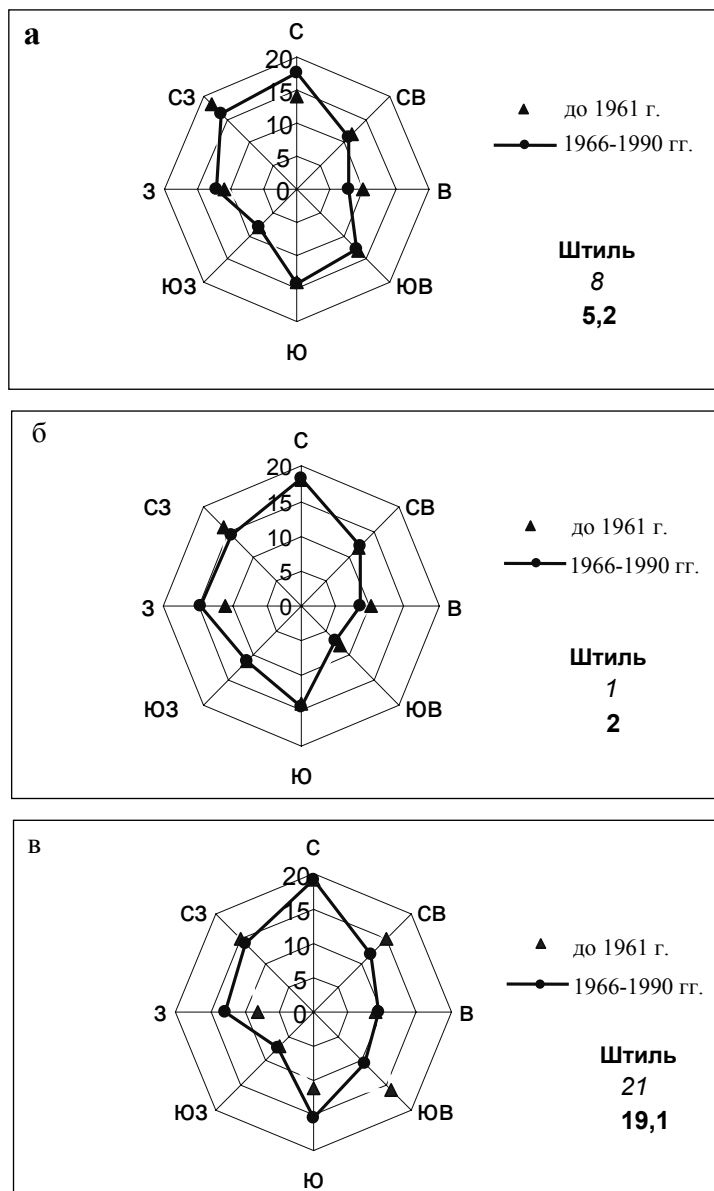 а
С
20
СЗ
СВ
15
10
5
З
0
В
ЮЗ
ЮВ
Ю
до 1961 г.
1966-1990 гг.
Штиль
8
5,2
б
С
20
СЗ
СВ
15
10
5
З
0
В
ЮЗ
ЮВ
Ю
до 1961 г.
1966-1990 гг.
Штиль
1
2
в
С
20
СЗ
СВ
15
10
5
З
0
В
ЮЗ
ЮВ
Ю
до 1961 г.
1966-1990 гг.
Штиль
21
19,1